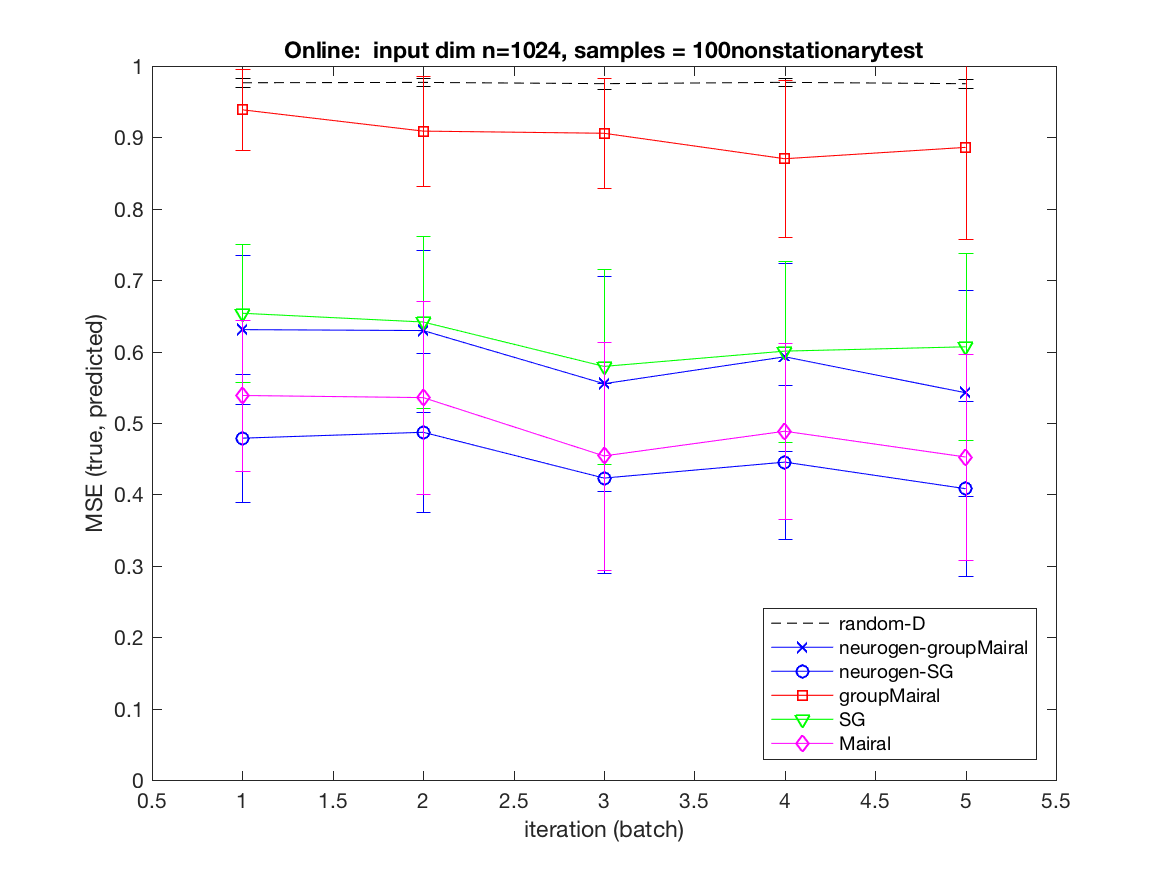 Online: input dim n=1024, samples = 100nonstationarytest
1
0.9
0.8
0.7
0.6
0.5
0.4
0.3
0.2
0.1
0
MSE (true, predicted)
random-D
neurogen-groupMairal
neurogen-SG
groupMairal
SG
Mairal
0.5 1 1.5 2 2.5 3 3.5 4 4.5 5 5.5
iteration (batch)